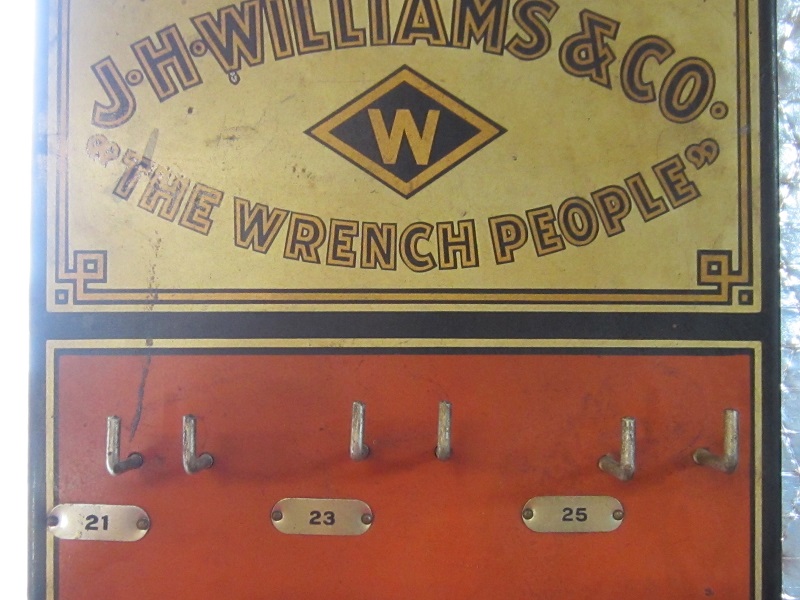 J·H·WILLIAMS & CO.
W
"THE WRENCH PEOPLE"
21 23 25